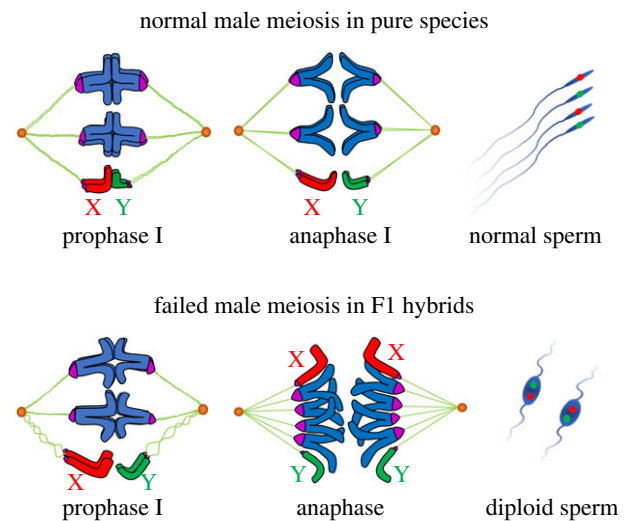 normal male meiosis in pure species
X Y X Y
prophase I anaphase I normal sperm
failed male meiosis in F1 hybrids
X X
X Y Y Y
prophase I anaphase diploid sperm